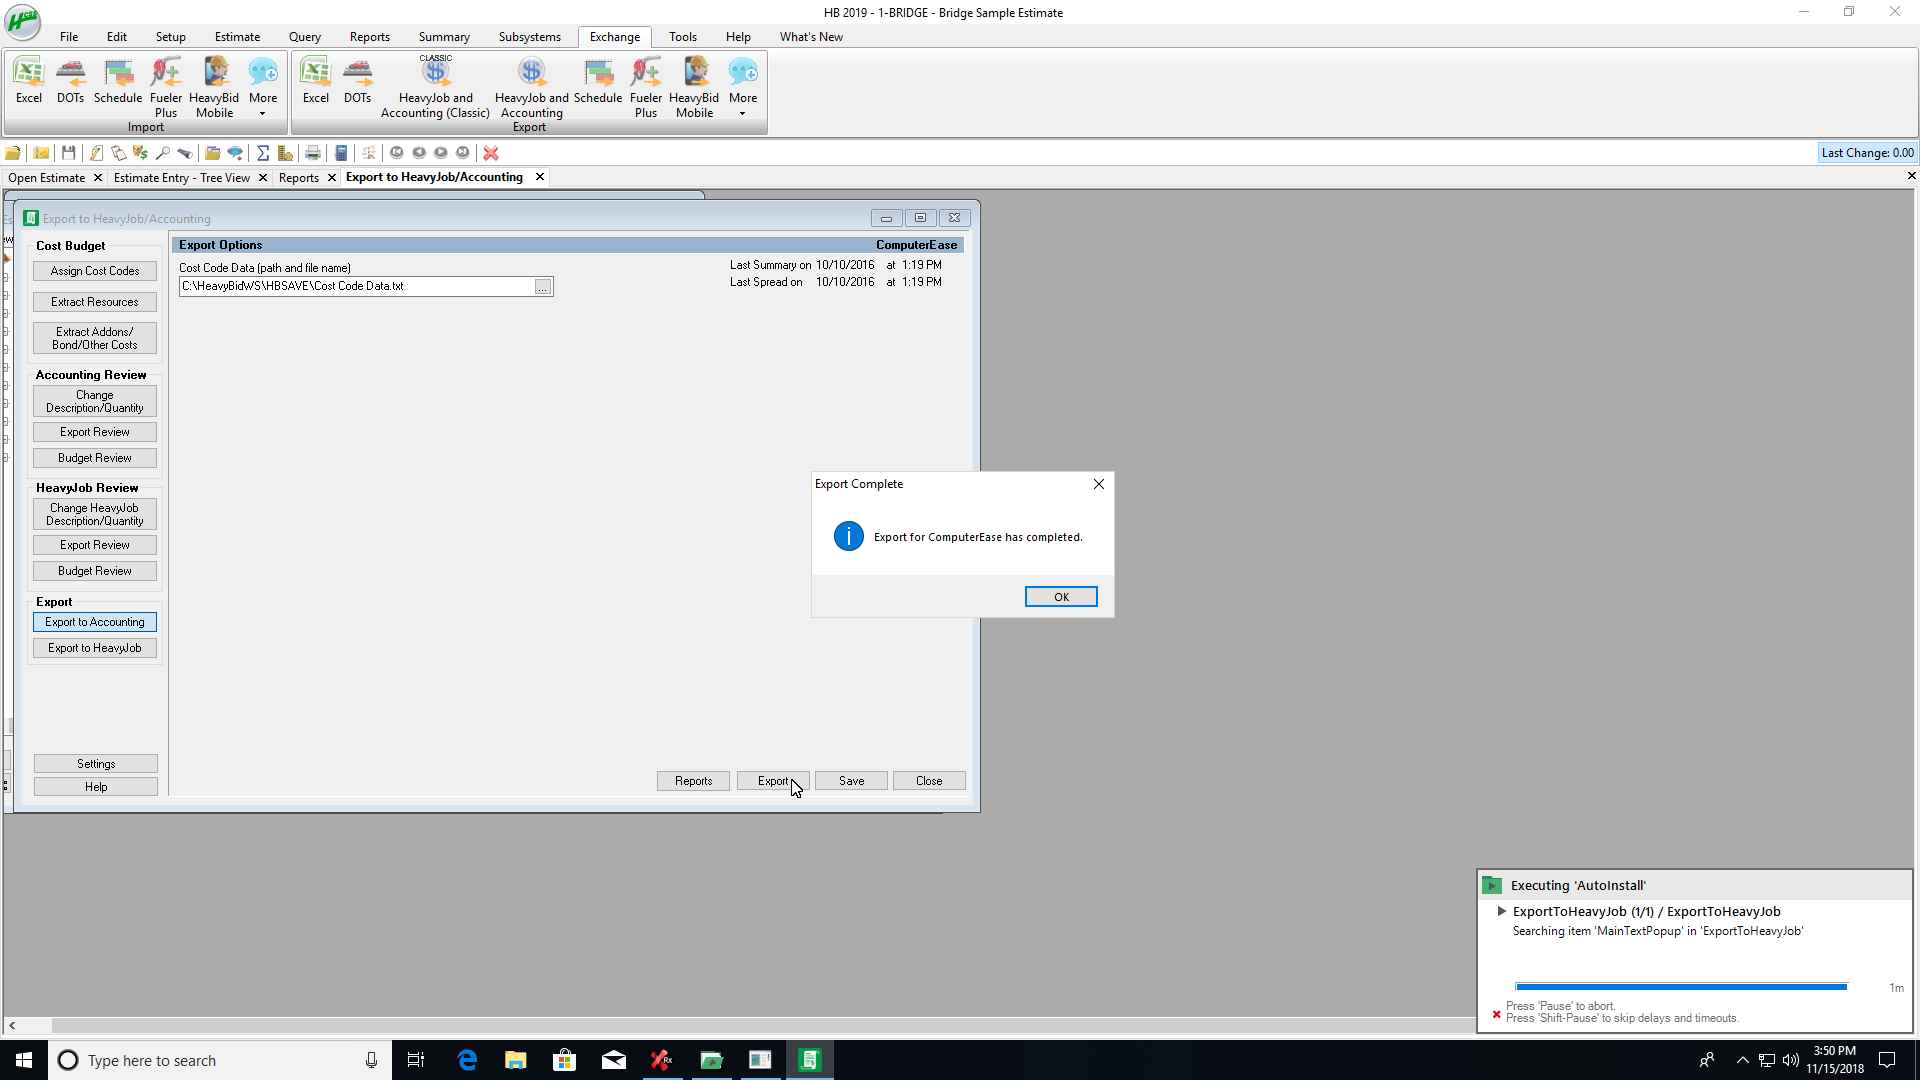 HB 2019 - 1-BRIDGE - Bridge Sample Estimate
File Edit Setup Estimate Query Reports Summary Subsystems Exchange Tools Help What's New
CLASSIC
Excel DOTs Schedule Fueler Plus HeavyBid Mobile More
Import
Excel DOTs HeavyJob and Accounting (Classic) HeavyJob and Accounting Schedule Fueler Plus HeavyBid Mobile More
Export
Last Change: 0.00
Open Estimate Estimate Entry - Tree View Reports Export to HeavyJob/Accounting
Export to HeavyJob/Accounting
Cost Budget
Assign Cost Codes
Extract Resources
Extract Addons/
Bond/Other Costs
Accounting Review
Change
Description/Quantity
Export Review
Budget Review
HeavyJob Review
Change HeavyJob
Description/Quantity
Export Review
Budget Review
Export
Export to Accounting
Export to HeavyJob
Settings
Help
Export Options ComputerEase
Cost Code Data (path and file name)
C:\HeavyBidWS\HBSAVE\Cost Code Data.txt ...
Last Summary on 10/10/2016 at 1:19 PM
Last Spread on 10/10/2016 at 1:19 PM
Reports Export Save Close
Export Complete
Export for ComputerEase has completed.
OK
Executing 'AutoInstall'
ExportToHeavyJob (1/1) / ExportToHeavyJob
Searching item 'MainTextPopup' in 'ExportToHeavyJob'
1m
Press 'Pause' to abort.
Press 'Shift-Pause' to skip delays and timeouts.
Type here to search
3:50 PM
11/15/2018